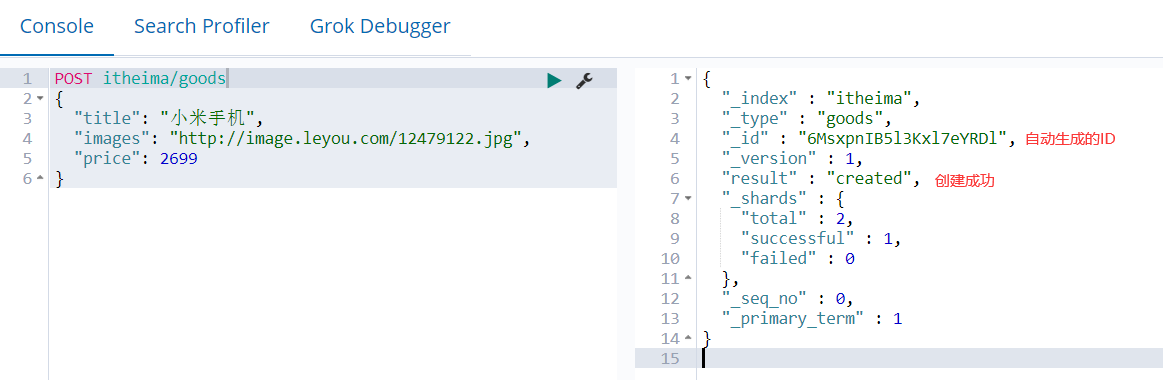 Console Search Profiler Grok Debugger
1 POST itheima/goods
2 {
3 "title": "小米手机",
4 "images": "http://image.leyou.com/12479122.jpg",
5 "price": 2699
6 }
1 {
2 "_index" : "itheima",
3 "_type" : "goods",
4 "_id" : "6MsxpnIB5l3Kxl7eYRDl", 自动生成的ID
5 "_version" : 1,
6 "result" : "created", 创建成功
7 "_shards" : {
8 "total" : 2,
9 "successful" : 1,
10 "failed" : 0
11 },
12 "_seq_no" : 0,
13 "_primary_term" : 1
14 }
15